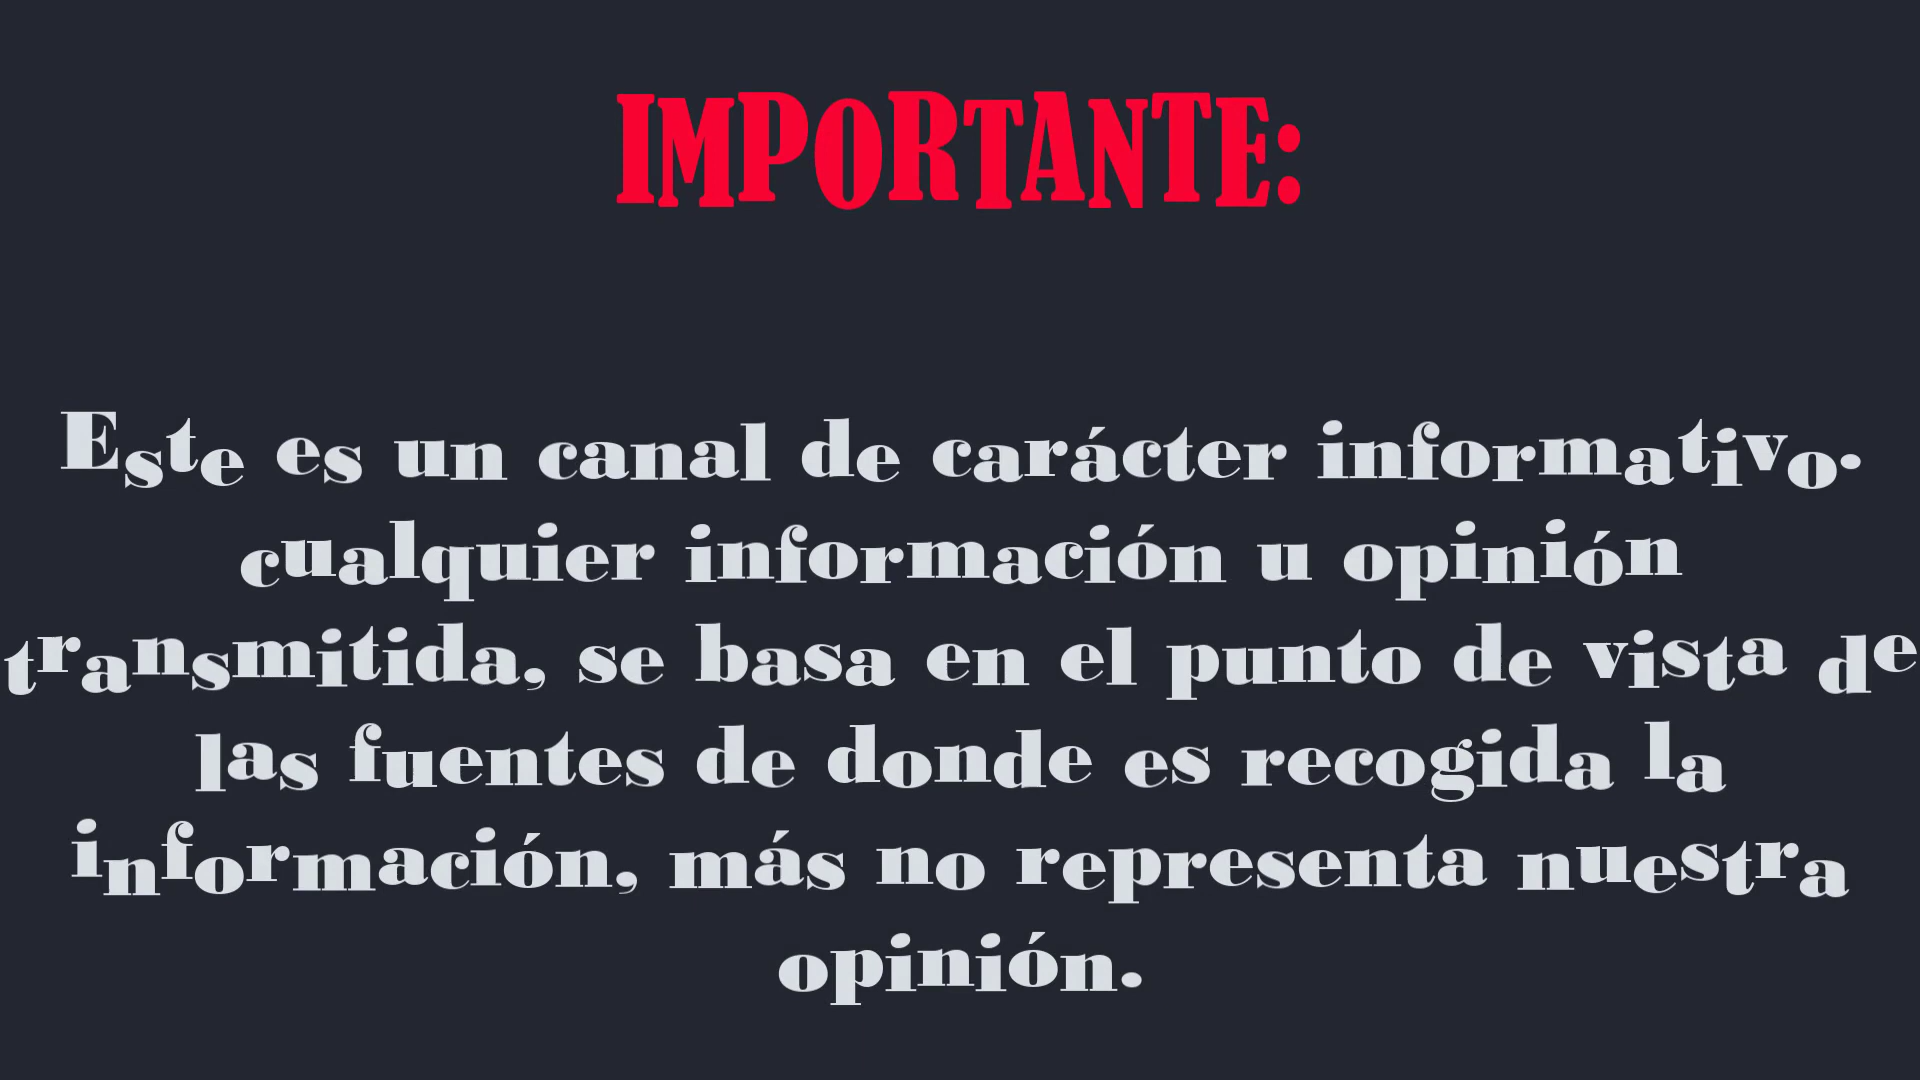 IMPORTANTE:
Este es un canal de carácter informativo.
cualquier información u opinión
transmitida, se basa en el punto de vista de
las fuentes de donde es recogida la
información, más no representa nuestra
opinión.